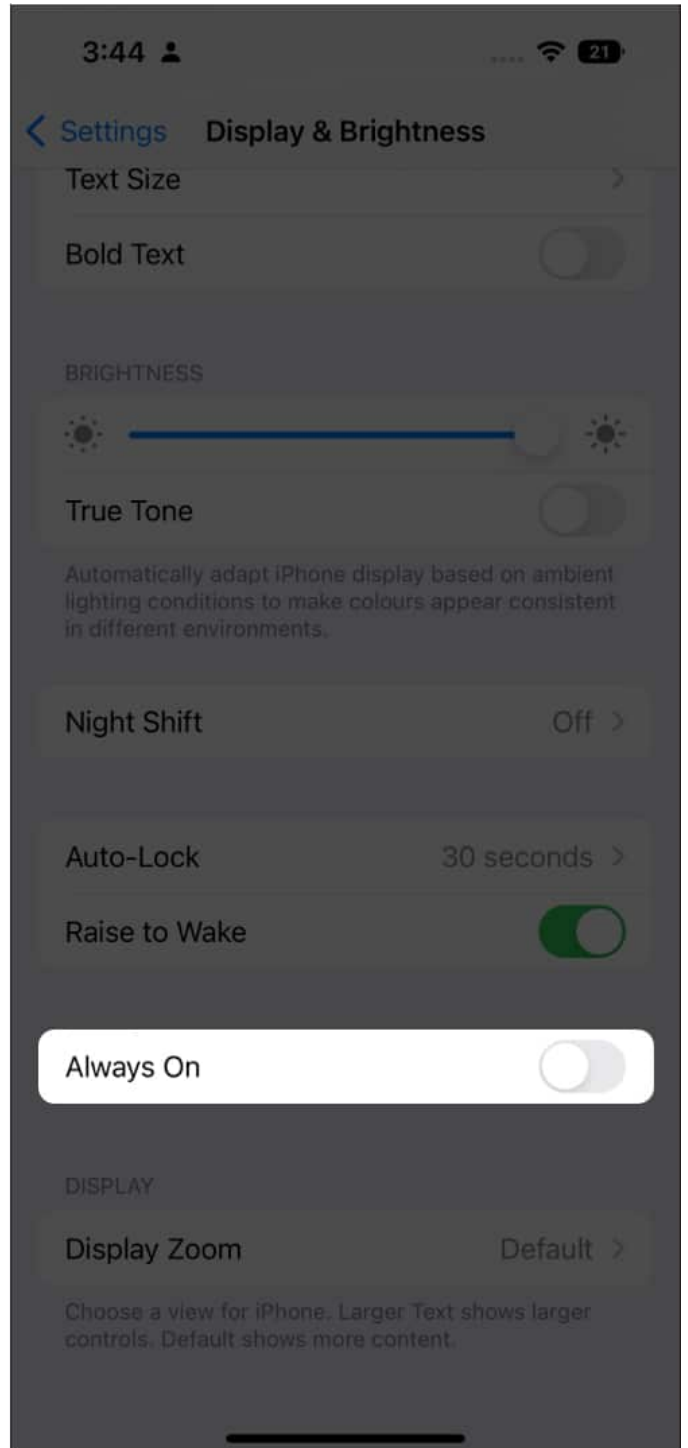 3:44
21
Settings Display & Brightness
Text Size
Bold Text
BRIGHTNESS
True Tone
Automatically adapt iPhone display based on ambient
lighting conditions to make colours appear consistent
in different environments.
Night Shift Off
Auto-Lock 30 seconds
Raise to Wake
Always On
DISPLAY
Display Zoom Default
Choose a view for iPhone. Larger Text shows larger
controls. Default shows more content.